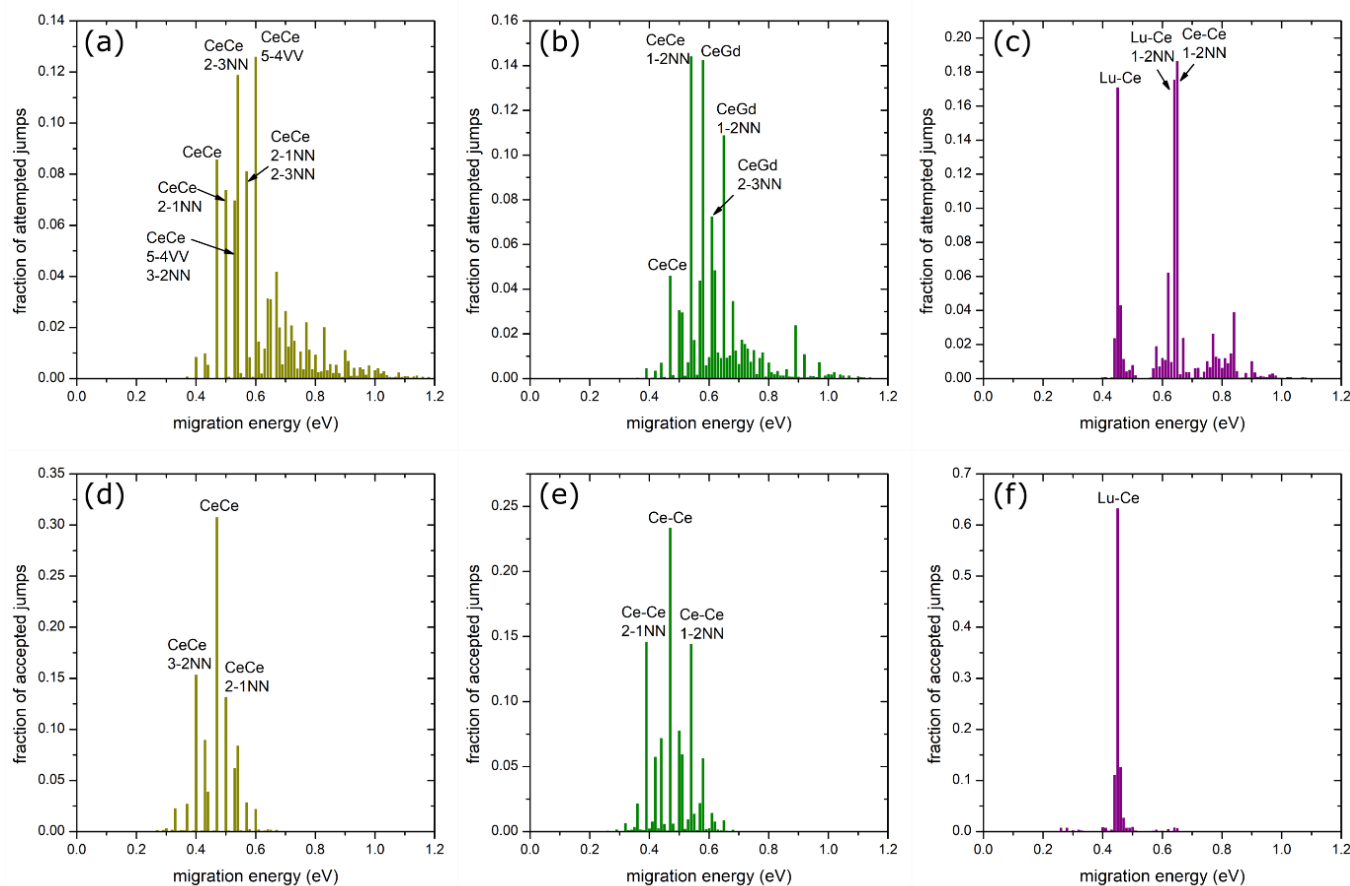 (a)
CeCe
2-3NN
CeCe
5-4VV
CeCe
CeCe
2-1NN
2-3NN
CeCe
2-1NN
CeCe
5-4VV
3-2NN
fraction of attempted jumps
0.14
0.12
0.10
0.08
0.06
0.04
0.02
0.00
0.0 0.2 0.4 0.6 0.8 1.0 1.2
migration energy (eV)
(b)
CeCe
1-2NN
CeGd
CeGd
1-2NN
CeGd
2-3NN
CeCe
fraction of attempted jumps
0.16
0.14
0.12
0.10
0.08
0.06
0.04
0.02
0.00
0.0 0.2 0.4 0.6 0.8 1.0 1.2
migration energy (eV)
(c)
Lu-Ce
1-2NN
Ce-Ce
1-2NN
Lu-Ce
fraction of attempted jumps
0.20
0.18
0.16
0.14
0.12
0.10
0.08
0.06
0.04
0.02
0.00
0.0 0.2 0.4 0.6 0.8 1.0 1.2
migration energy (eV)
(d)
CeCe
CeCe
3-2NN
CeCe
2-1NN
fraction of accepted jumps
0.35
0.30
0.25
0.20
0.15
0.10
0.05
0.00
0.0 0.2 0.4 0.6 0.8 1.0 1.2
migration energy (eV)
(e)
Ce-Ce
Ce-Ce
2-1NN
Ce-Ce
1-2NN
fraction of accepted jumps
0.25
0.20
0.15
0.10
0.05
0.00
0.0 0.2 0.4 0.6 0.8 1.0 1.2
migration energy (eV)
(f)
Lu-Ce
fraction of accepted jumps
0.7
0.6
0.5
0.4
0.3
0.2
0.1
0.0
0.0 0.2 0.4 0.6 0.8 1.0 1.2
migration energy (eV)